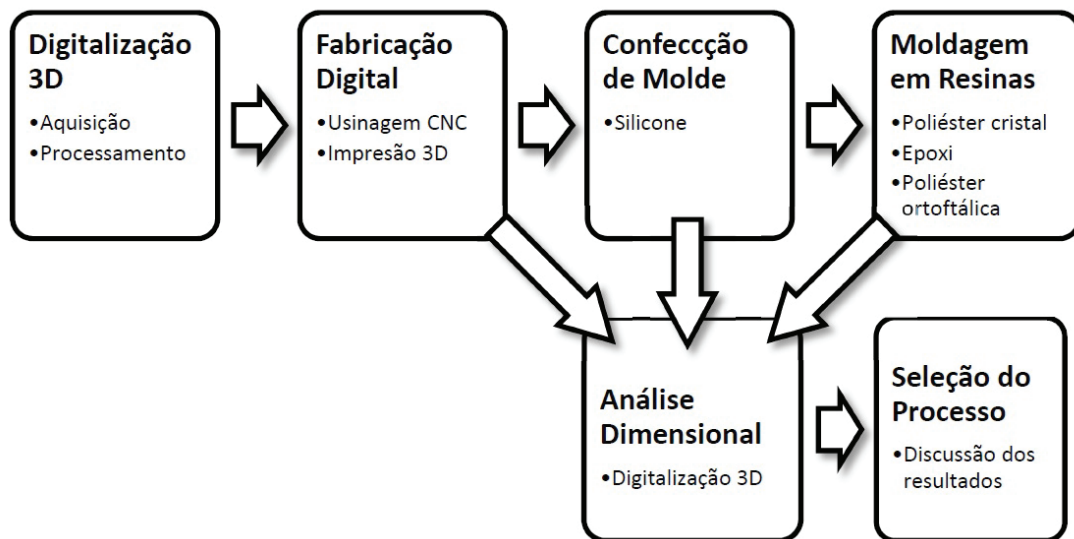 Digitalização
3D
•Aquisição
•Processamento
Fabricação
Digital
•Usinagem CNC
•Impresão 3D
Confeccção
de Molde
•Silicone
Moldagem
em Resinas
•Poliéster cristal
•Epoxi
•Poliéster
ortoftálica
Análise
Dimensional
•Digitalização 3D
Seleção do
Processo
•Discussão dos
resultados